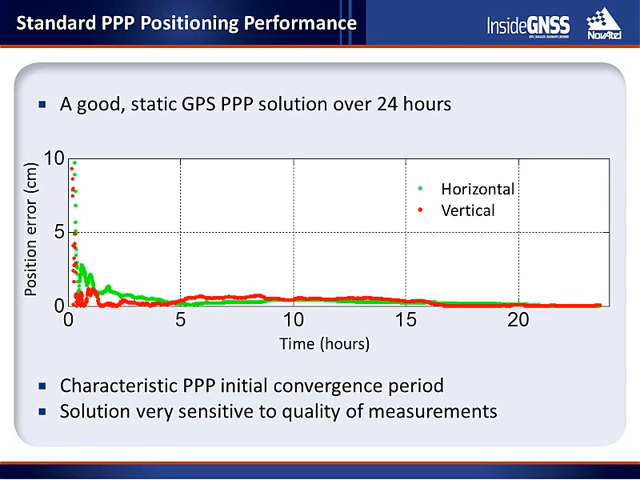 Standard PPP Positioning Performance
InsideGNSS
NovAtel
A good, static GPS PPP solution over 24 hours
10
5
0
Position error (cm)
Horizontal
Vertical
0 5 10 15 20
Time (hours)
Characteristic PPP initial convergence period
Solution very sensitive to quality of measurements